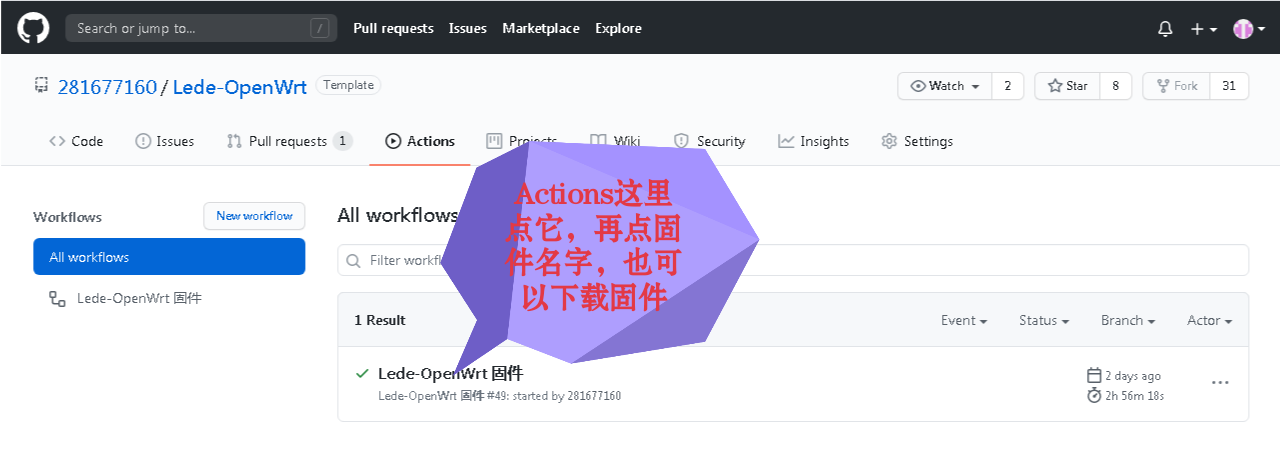 Search or jump to...
/
Pull requests
Issues
Marketplace
Explore
281677160 / Lede-OpenWrt
Template
Watch
2
Star
8
Fork
31
Code
Issues
Pull requests 1
Actions
Projects
Wiki
Security
Insights
Settings
Workflows
New workflow
All workflows
Lede-OpenWrt 固件
All workflows
Filter workfl
Actions这里
点它，再点固
件名字，也可
以下载固件
1 Result
Event
Status
Branch
Actor
Lede-OpenWrt 固件
Lede-OpenWrt 固件 #49: started by 281677160
2 days ago
2h 56m 18s